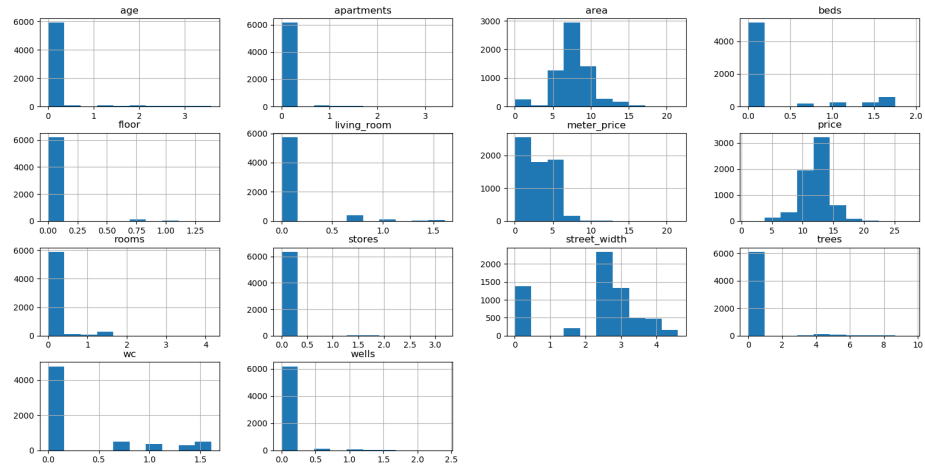 age apartments area beds
6000 6000 3000
4000 4000 2000 4000
2000 2000 1000 2000
0 0 0 0
0 1 2 3 0 1 2 3 0 5 10 15 20 0.0 0.5 1.0 1.5 2.0
floor living_room meter_price price
6000 6000 3000
4000 4000 2000 2000
2000 2000 1000 1000
0 0 0 0
0.00 0.25 0.50 0.75 1.00 1.25 0.0 0.5 1.0 1.5 0 5 10 15 20 0 5 10 15 20 25
rooms stores street_width trees
6000 6000 2000 6000
4000 4000 1500 4000
2000 2000 1000 2000
0 0 500 0
0
0 1 2 3 4 0.0 0.5 1.0 1.5 2.0 2.5 3.0 0 1 2 3 4 0 2 4 6 8 10
wc wells
4000 6000
2000 4000
0 2000
0
0.0 0.5 1.0 1.5 0.0 0.5 1.0 1.5 2.0 2.5